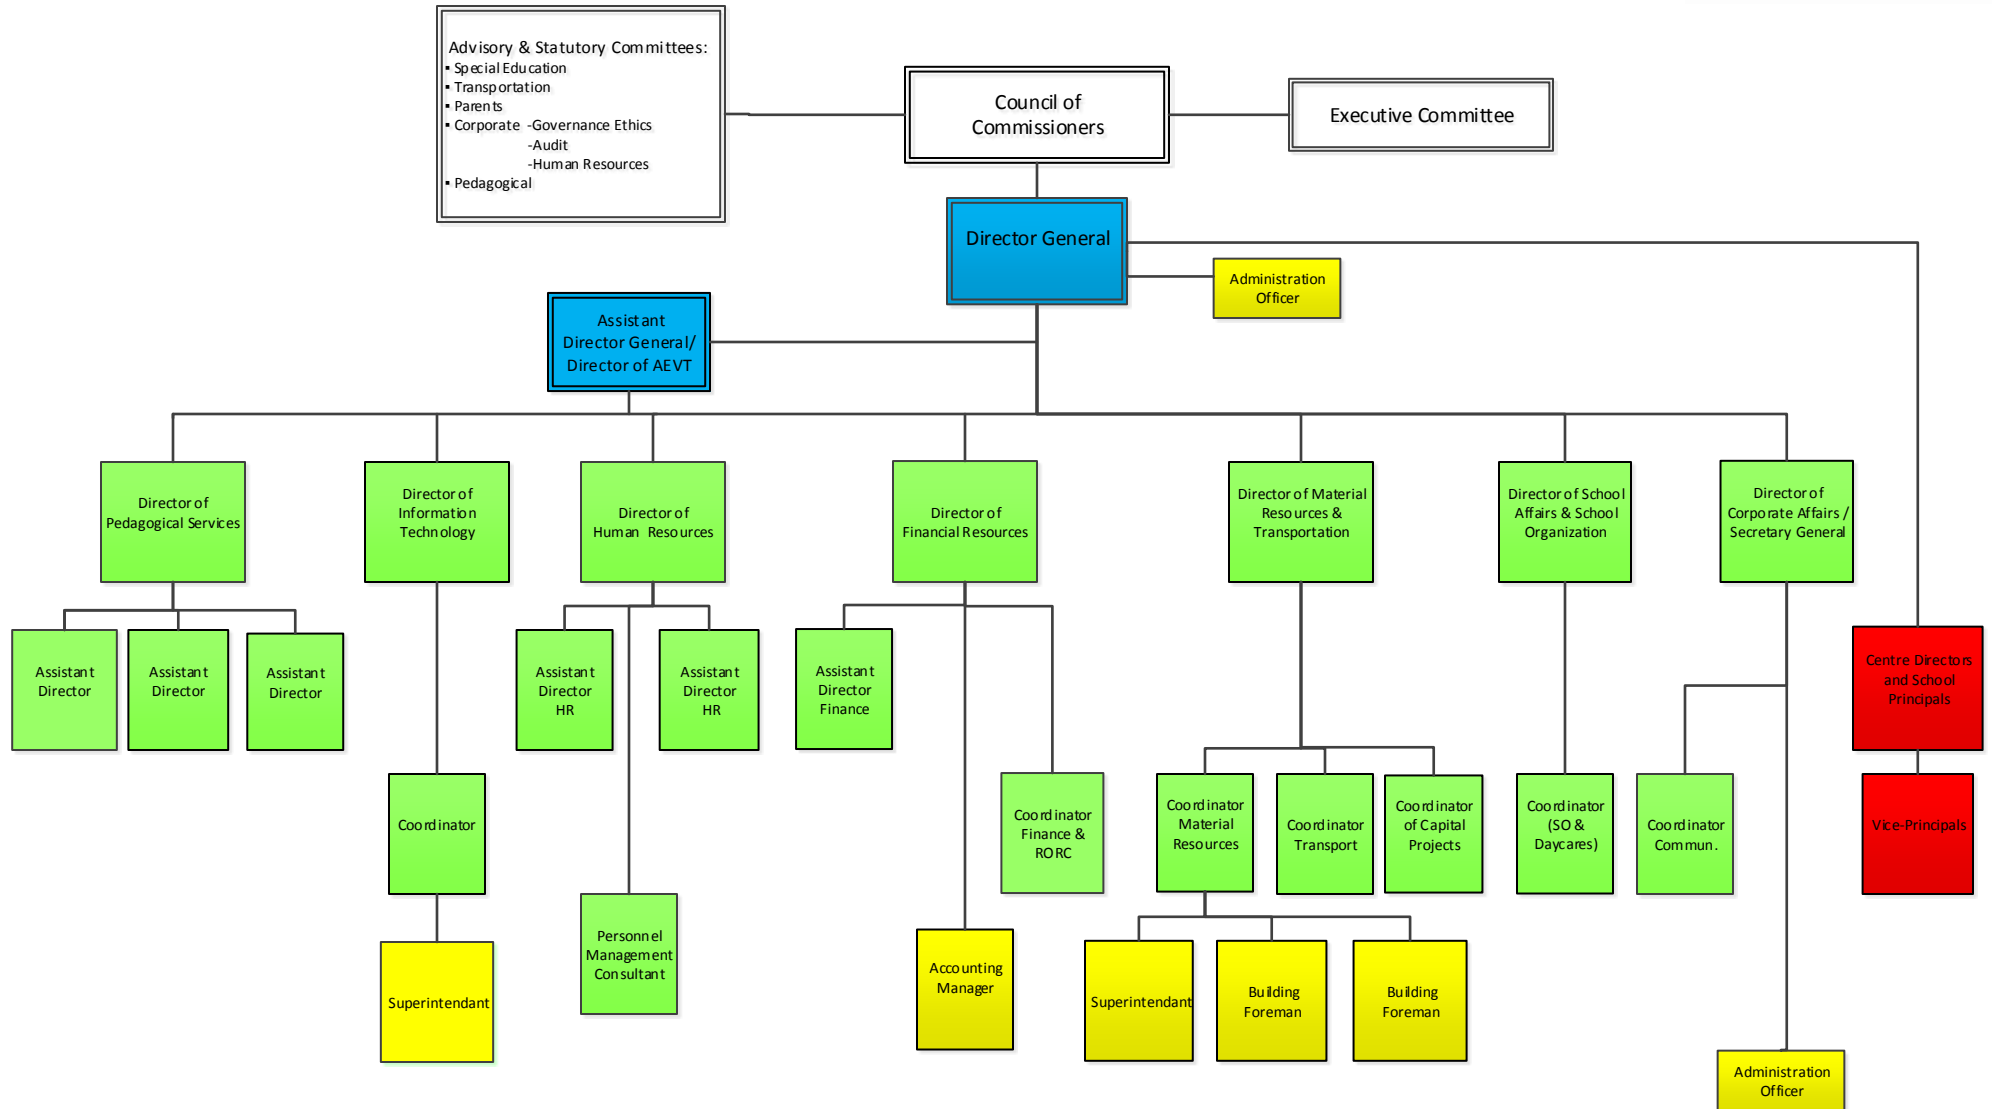 Advisory & Statutory Committees:
▪ Special Education
▪ Transportation
▪ Parents
▪ Corporate -Governance Ethics
-Audit
-Human Resources
▪ Pedagogical
Council of
Commissioners
Executive Committee
Director General
Administration
Officer
Assistant
Director General/
Director of AEVT
Director of
Pedagogical Services
Director of
Information
Technology
Director of
Human Resources
Director of
Financial Resources
Director of Material
Resources &
Transportation
Director of School
Affairs & School
Organization
Director of
Corporate Affairs /
Secretary General
Assistant
Director
Assistant
Director
Assistant
Director
Assistant
Director
HR
Assistant
Director
HR
Assistant
Director
Finance
Centre Directors
and School
Principals
Coordinator
Coordinator
Finance &
RORC
Coordinator
Material
Resources
Coordinator
Transport
Coordinator
of Capital
Projects
Coordinator
(SO &
Daycares)
Coordinator
Commun.
Vice-Principals
Personnel
Management
Consultant
Superintendant
Accounting
Manager
Superintendant
Building
Foreman
Building
Foreman
Administration
Officer